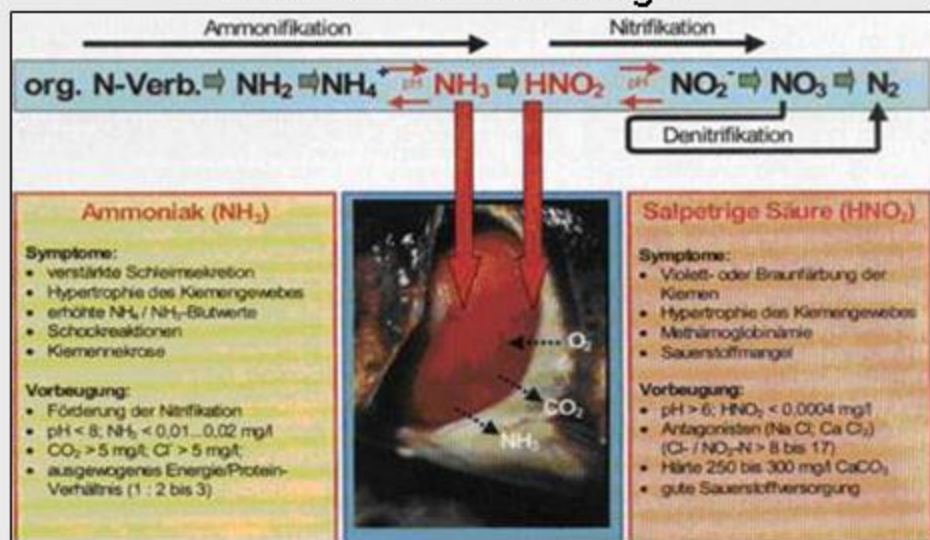 Ammonifikation
Nitrifikation
org. N-Verb. NH2 NH4+ pH NH3 HNO2 pH NO2- NO3 N2
Denitrifikation
Ammoniak (NH3)
Symptome:
• verstärkte Schleimsekretion
• Hypertrophie des Kiemengewebes
• erhöhte NH4 / NH3-Blutwerte
• Schockreaktionen
• Kiemennekrose
Vorbeugung:
• Förderung der Nitrifikation
• pH < 8; NH3 < 0,01...0,02 mg/l
• CO2 > 5 mg/l; Cl- > 5 mg/l;
• ausgewogenes Energie/Protein-
Verhältnis (1 : 2 bis 3)
O2
CO2
NH3
Salpetrige Säure (HNO2)
Symptome:
• Violett- oder Braunfärbung der
Kiemen
• Hypertrophie des Kiemengewebes
• Methämoglobinämie
• Sauerstoffmangel
Vorbeugung:
• pH > 6; HNO2 < 0,0004 mg/l
• Antagonisten (Na Cl; Ca Cl2)
(Cl- / NO2-N > 8 bis 17)
• Härte 250 bis 300 mg/l CaCO3
• gute Sauerstoffversorgung